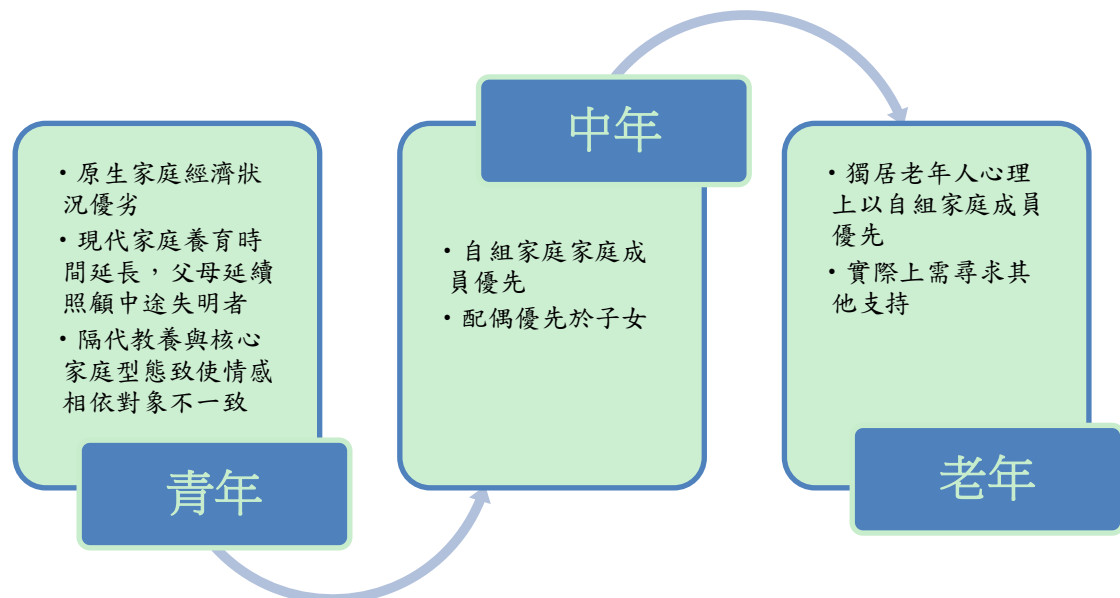 • 原生家庭經濟狀
況優劣
• 現代家庭養育時
間延長，父母延續
照顧中途失明者
• 隔代教養與核心
家庭型態致使情感
相依對象不一致
青年
中年
• 自組家庭家庭成
員優先
• 配偶優先於子女
• 獨居老年人心理
上以自組家庭成員
優先
• 實際上需尋求其
他支持
老年